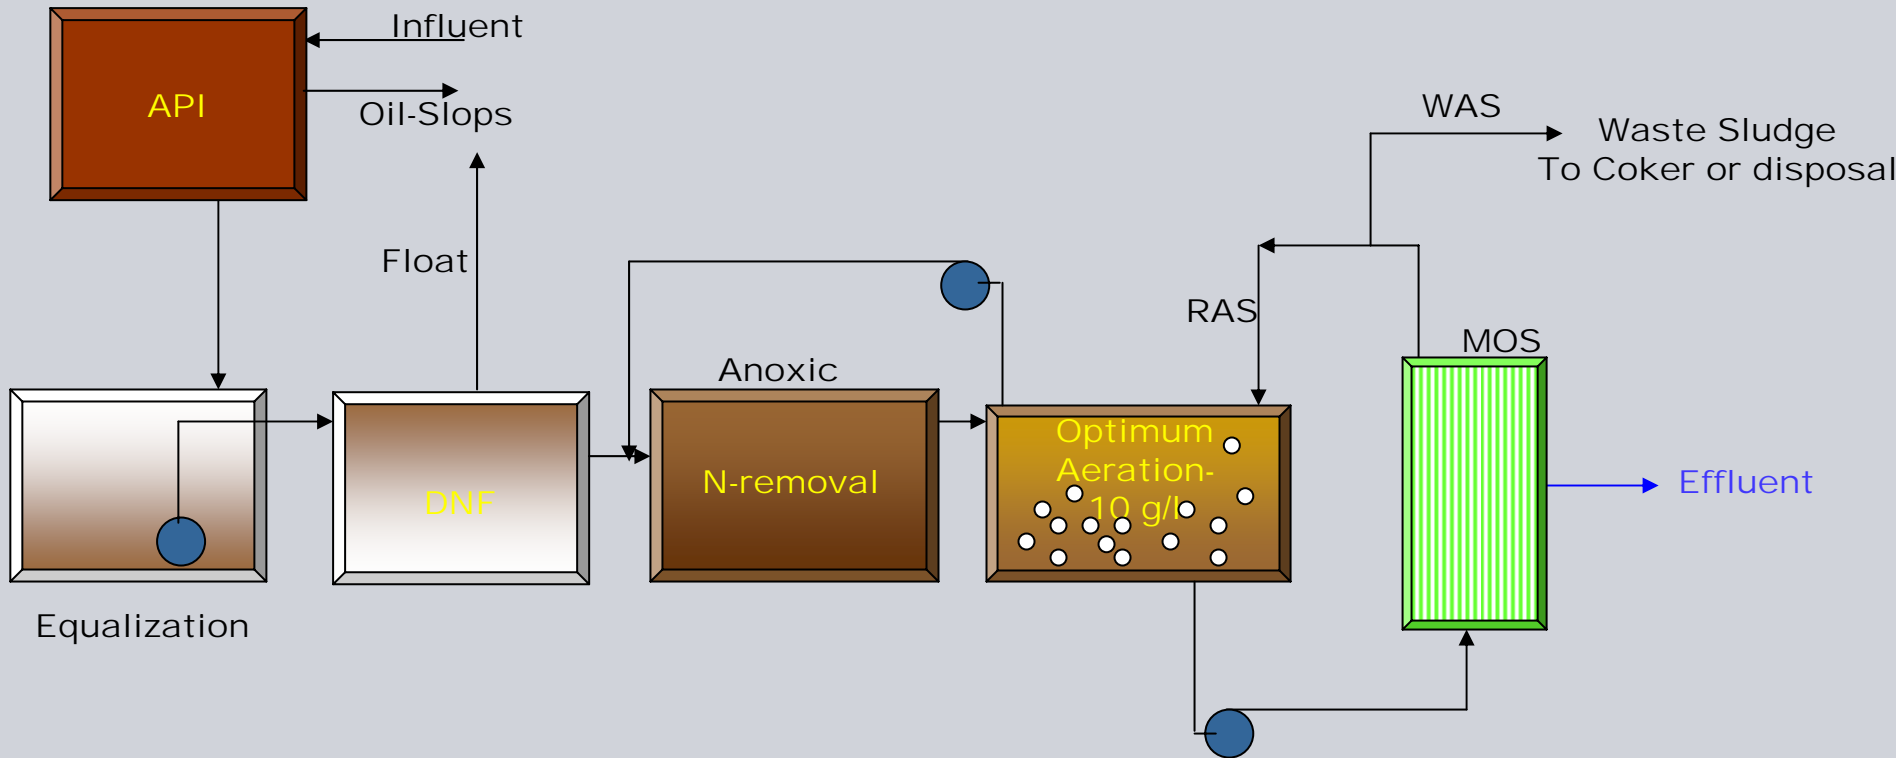 Influent
API
Oil-Slops
WAS
Waste Sludge
To Coker or disposal
Float
RAS
MOS
Anoxic
Optimum
Aeration-
10 g/l
N-removal
DNF
Effluent
Equalization